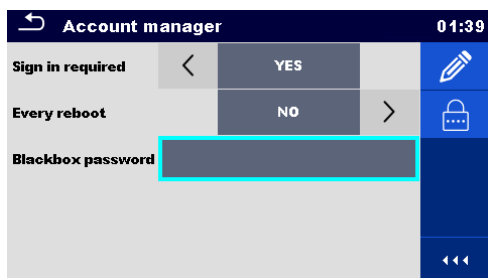 Account manager 01:39
Sign in required YES
Every reboot NO
Blackbox password